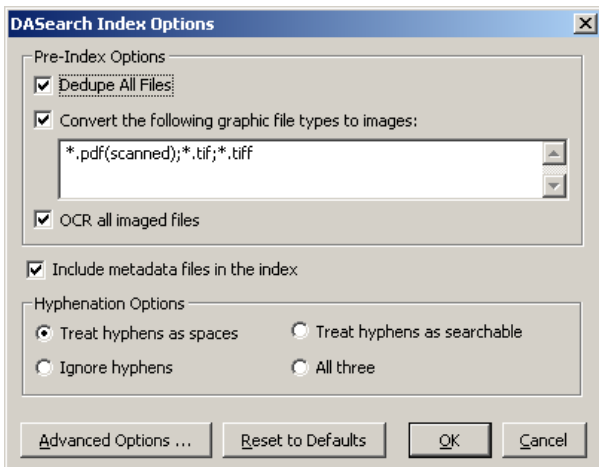 DASearch Index Options
Pre-Index Options
Dedupe All Files
Convert the following graphic file types to images:
*.pdf(scanned);*.tif;*.tiff
OCR all imaged files
Include metadata files in the index
Hyphenation Options
Treat hyphens as spaces Treat hyphens as searchable
Ignore hyphens All three
Advanced Options ... Reset to Defaults OK Cancel